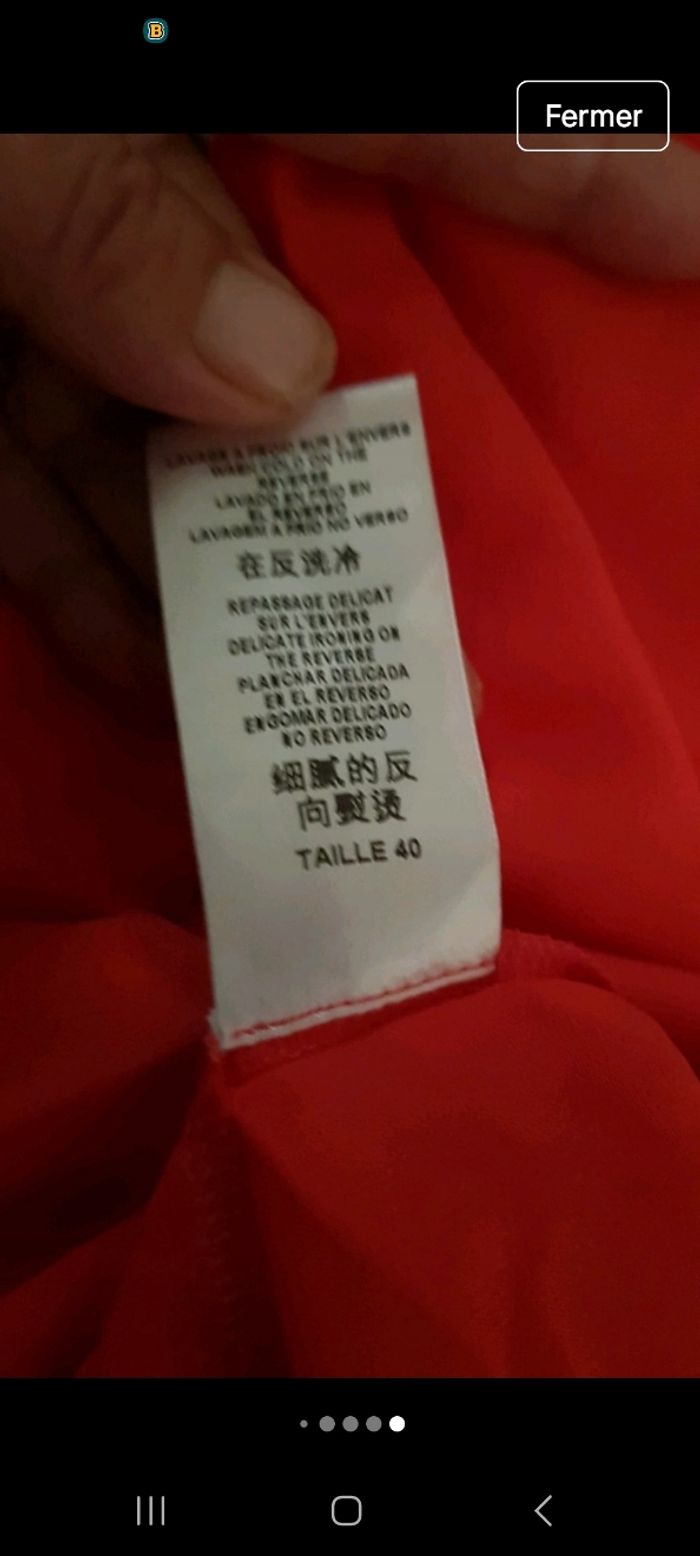 B
Fermer
LAVAGE A FROID SUR L'ENVERS
WASH COLD ON THE
REVERSE
LAVADO EN FRIO EN
EL REVERSO
LAVAGEM A FRIO NO VERSO
在反洗冷
REPASSAGE DELICAT
SUR L'ENVERS
DELICATE IRONING ON
THE REVERSE
PLANCHAR DELICADA
EN EL REVERSO
ENGOMAR DELICADO
NO REVERSO
细腻的反
向熨烫
TAILLE 40